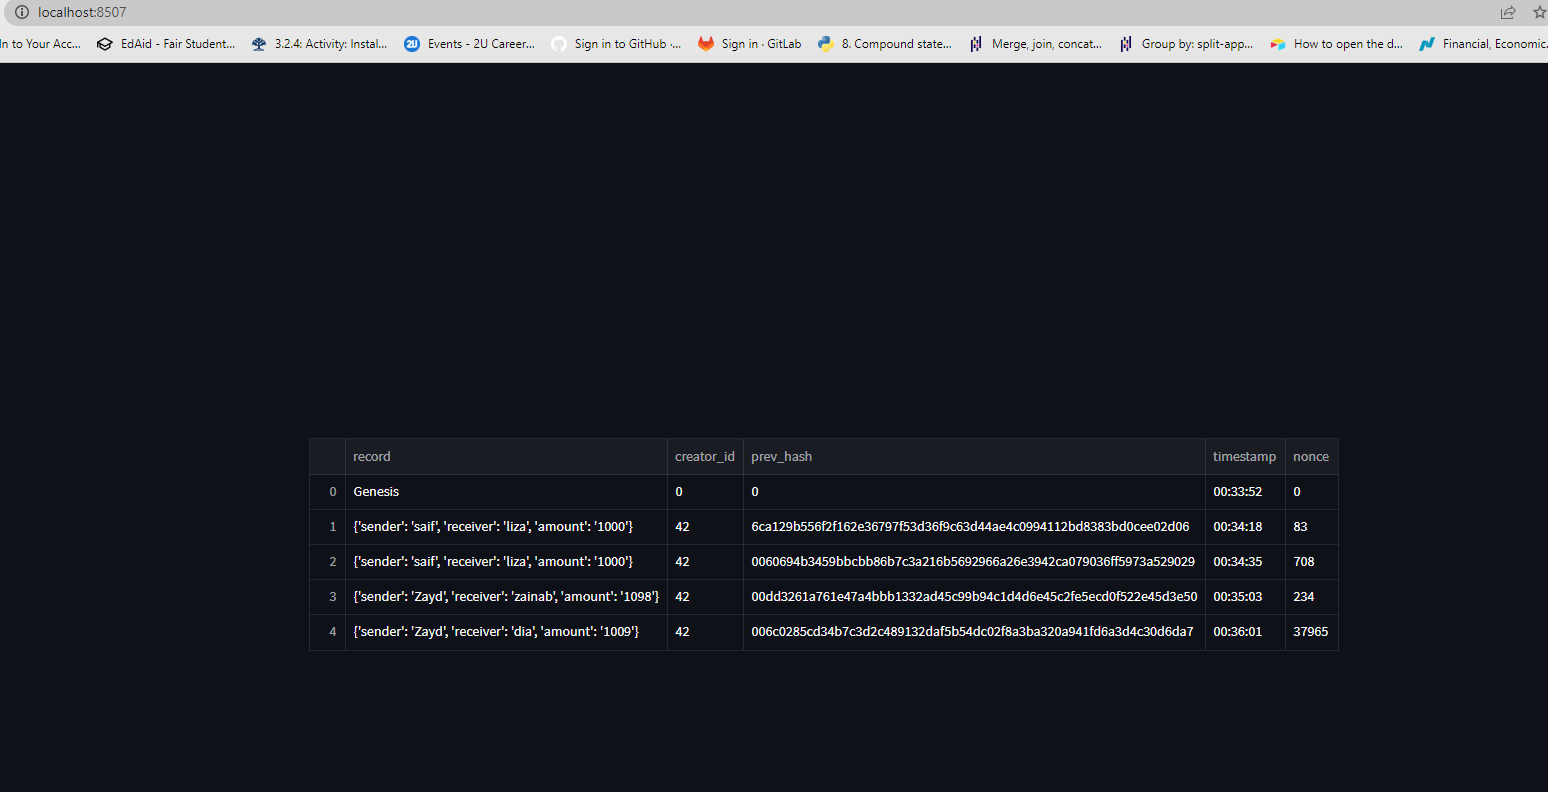 localhost:8507
In to Your Acc... EdAid - Fair Student... 3.2.4: Activity: Instal... 2U Events - 2U Career... Sign in to GitHub ·... Sign in · GitLab 8. Compound state... Merge, join, concat... Group by: split-app... How to open the d... Financial, Economic.
record creator_id prev_hash timestamp nonce
0 Genesis 0 0 00:33:52 0
1 {'sender': 'saif', 'receiver': 'liza', 'amount': '1000'} 42 6ca129b556f2f162e36797f53d36f9c63d44ae4c0994112bd8383bd0cee02d06 00:34:18 83
2 {'sender': 'saif', 'receiver': 'liza', 'amount': '1000'} 42 0060694b3459bbcbb86b7c3a216b5692966a26e3942ca079036ff5973a529029 00:34:35 708
3 {'sender': 'Zayd', 'receiver': 'zainab', 'amount': '1098'} 42 00dd3261a761e47a4bbb1332ad45c99b94c1d4d6e45c2fe5ecd0f522e45d3e50 00:35:03 234
4 {'sender': 'Zayd', 'receiver': 'dia', 'amount': '1009'} 42 006c0285cd34b7c3d2c489132daf5b54dc02f8a3ba320a941fd6a3d4c30d6da7 00:36:01 37965